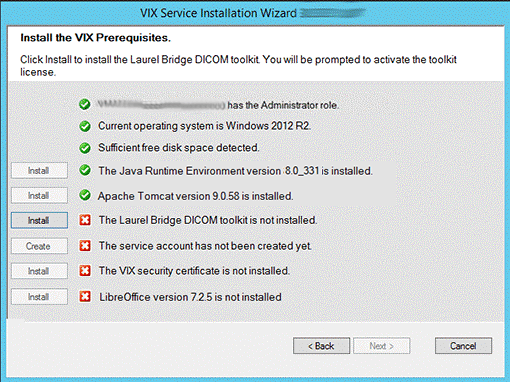 VIX Service Installation Wizard
Install the VIX Prerequisites.
Click Install to install the Laurel Bridge DICOM toolkit. You will be prompted to activate the toolkit
license.
has the Administrator role.
Current operating system is Windows 2012 R2.
Sufficient free disk space detected.
Install The Java Runtime Environment version 8.0_331 is installed.
Install Apache Tomcat version 9.0.58 is installed.
Install The Laurel Bridge DICOM toolkit is not installed.
Create The service account has not been created yet.
Install The VIX security certificate is not installed.
Install LibreOffice version 7.2.5 is not installed
< Back Next > Cancel